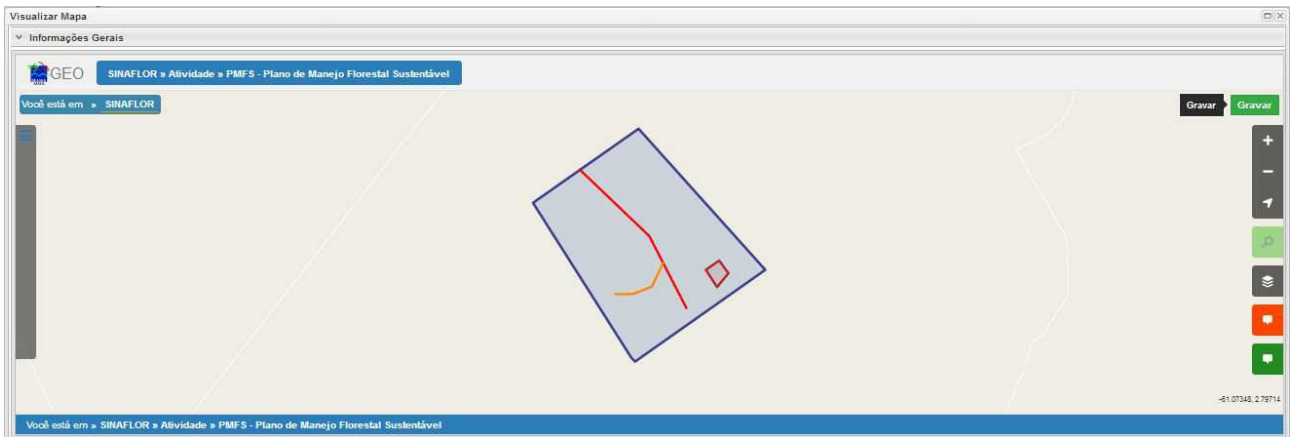 Visualizar Mapa
Informações Gerais
GEO
SINAFLOR » Atividade » PMFS - Plano de Manejo Florestal Sustentável
Você está em » SINAFLOR
Gravar
Gravar
+
−
-61.07348, 2.79714
Você está em » SINAFLOR » Atividade » PMFS - Plano de Manejo Florestal Sustentável